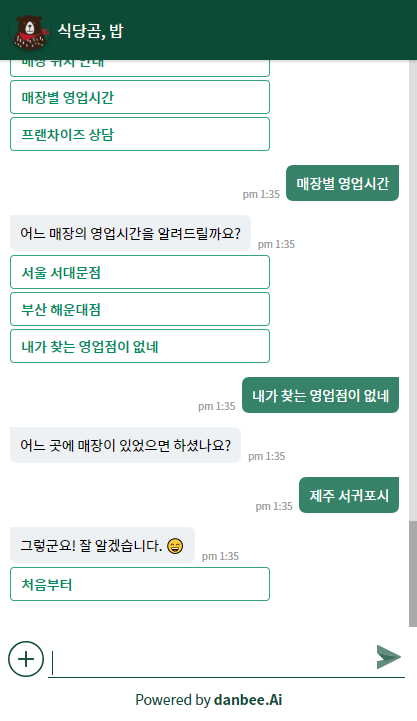 식당곰, 밥
매장 위치 안내
매장별 영업시간
프랜차이즈 상담
매장별 영업시간
pm 1:35
어느 매장의 영업시간을 알려드릴까요?
pm 1:35
서울 서대문점
부산 해운대점
내가 찾는 영업점이 없네
내가 찾는 영업점이 없네
pm 1:35
어느 곳에 매장이 있었으면 하셨나요?
pm 1:35
제주 서귀포시
pm 1:35
그렇군요! 잘 알겠습니다. 😄
pm 1:35
처음부터
Powered by danbee.Ai